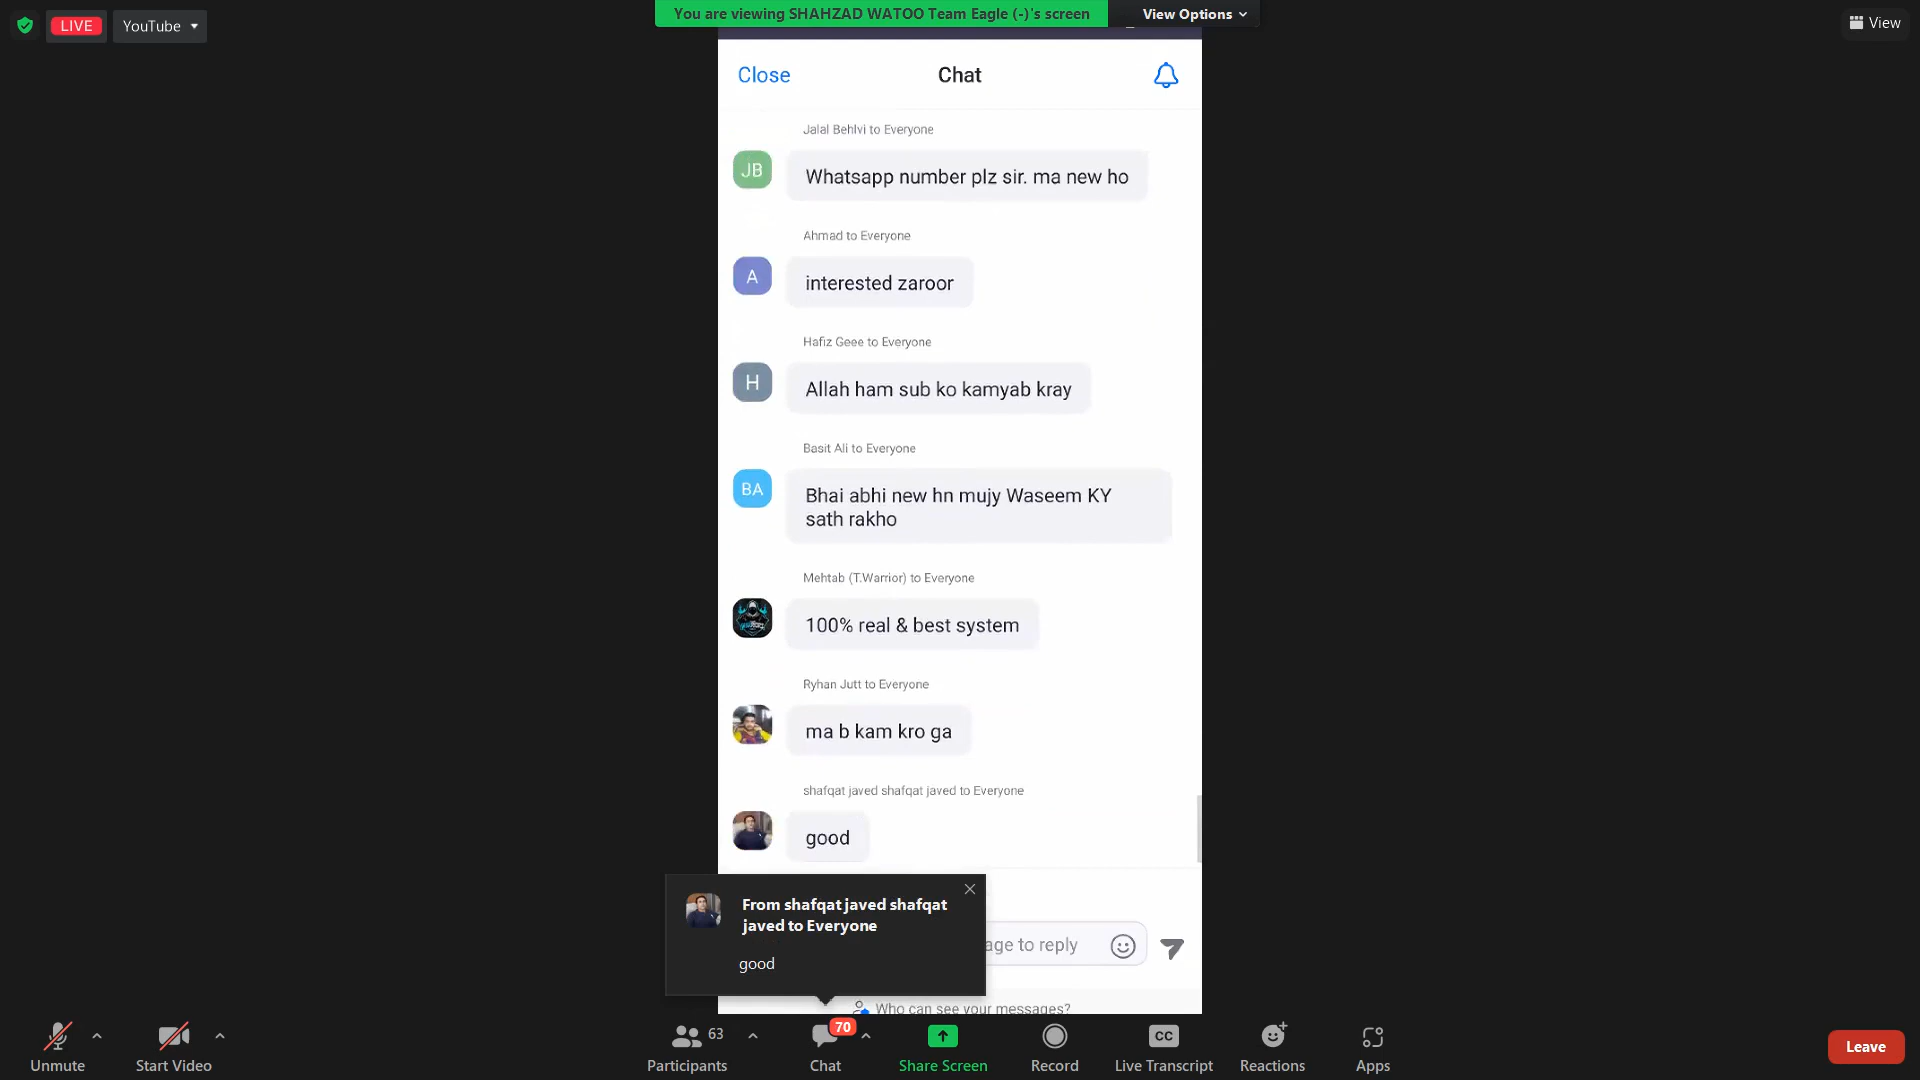 LIVE
YouTube
You are viewing SHAHZAD WATOO Team Eagle (-)'s screen
View Options
View
Close
Chat
Jalal Behlvi to Everyone
JB
Whatsapp number plz sir. ma new ho
Ahmad to Everyone
A
interested zaroor
Hafiz Geee to Everyone
H
Allah ham sub ko kamyab kray
Basit Ali to Everyone
BA
Bhai abhi new hn mujy Waseem KY
sath rakho
Mehtab (T.Warrior) to Everyone
100% real & best system
Ryhan Jutt to Everyone
ma b kam kro ga
shafqat javed shafqat javed to Everyone
good
From shafqat javed shafqat
javed to Everyone
good
age to reply
Who can see your messages?
Unmute
Start Video
63
Participants
70
Chat
Share Screen
Record
CC
Live Transcript
Reactions
Apps
Leave